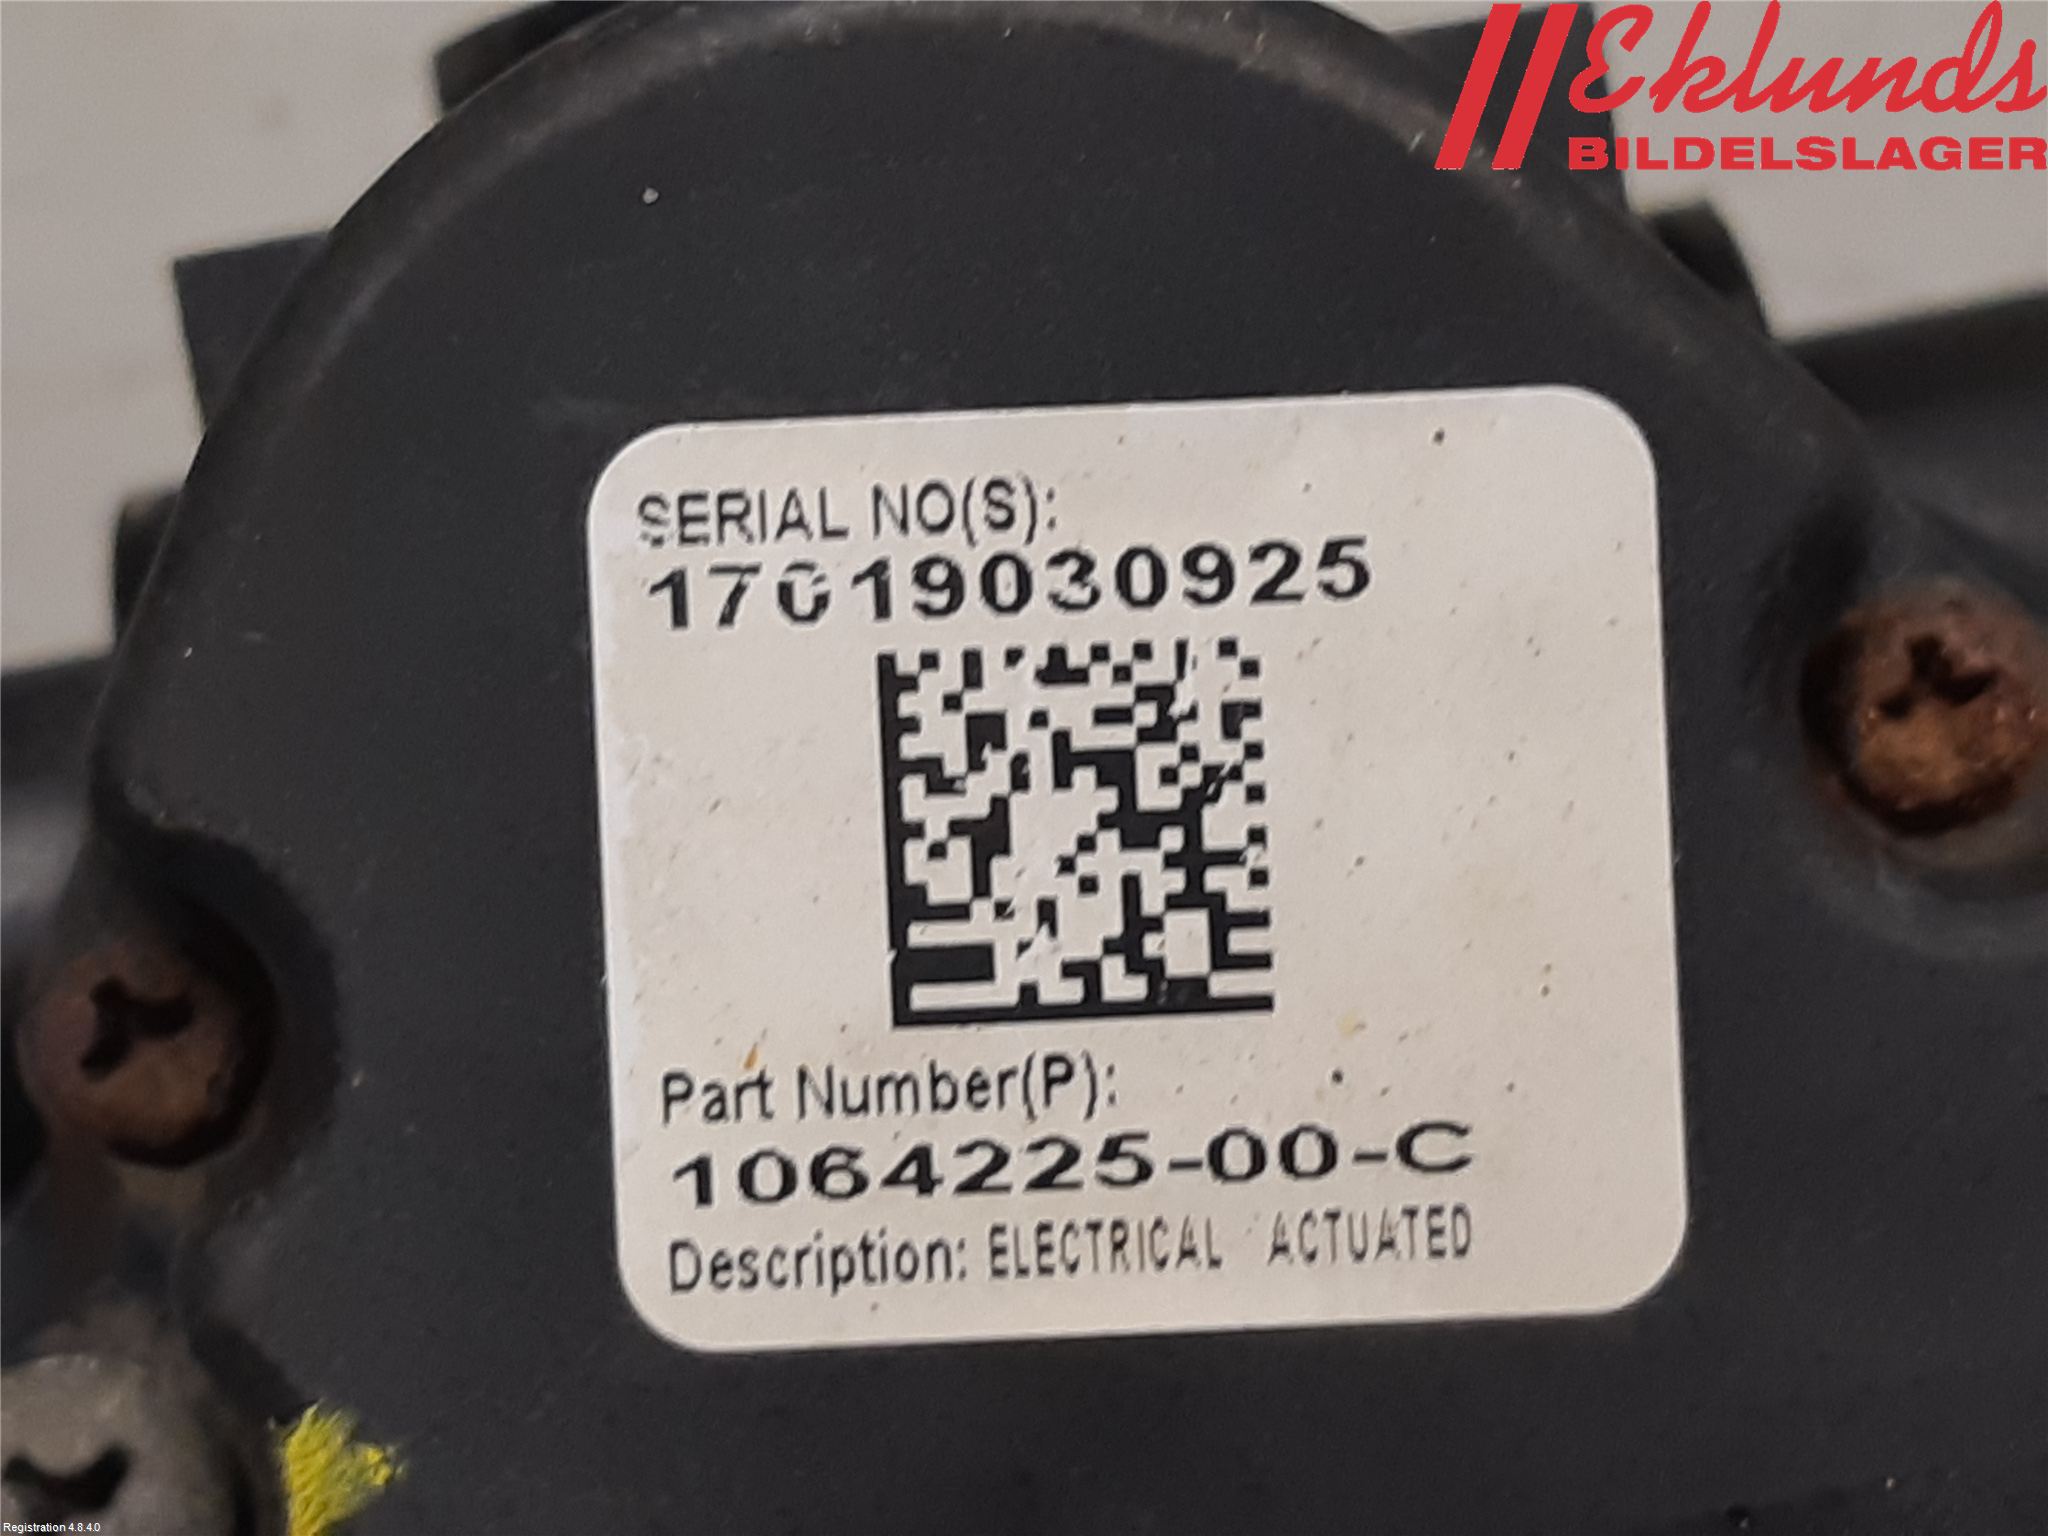 Eklunds
BILDELSLAGER
SERIAL NO(S):
17019030925
Part Number(P):
1064225-00-C
Description: ELECTRICAL ACTUATED
Registration 4.8.4.0